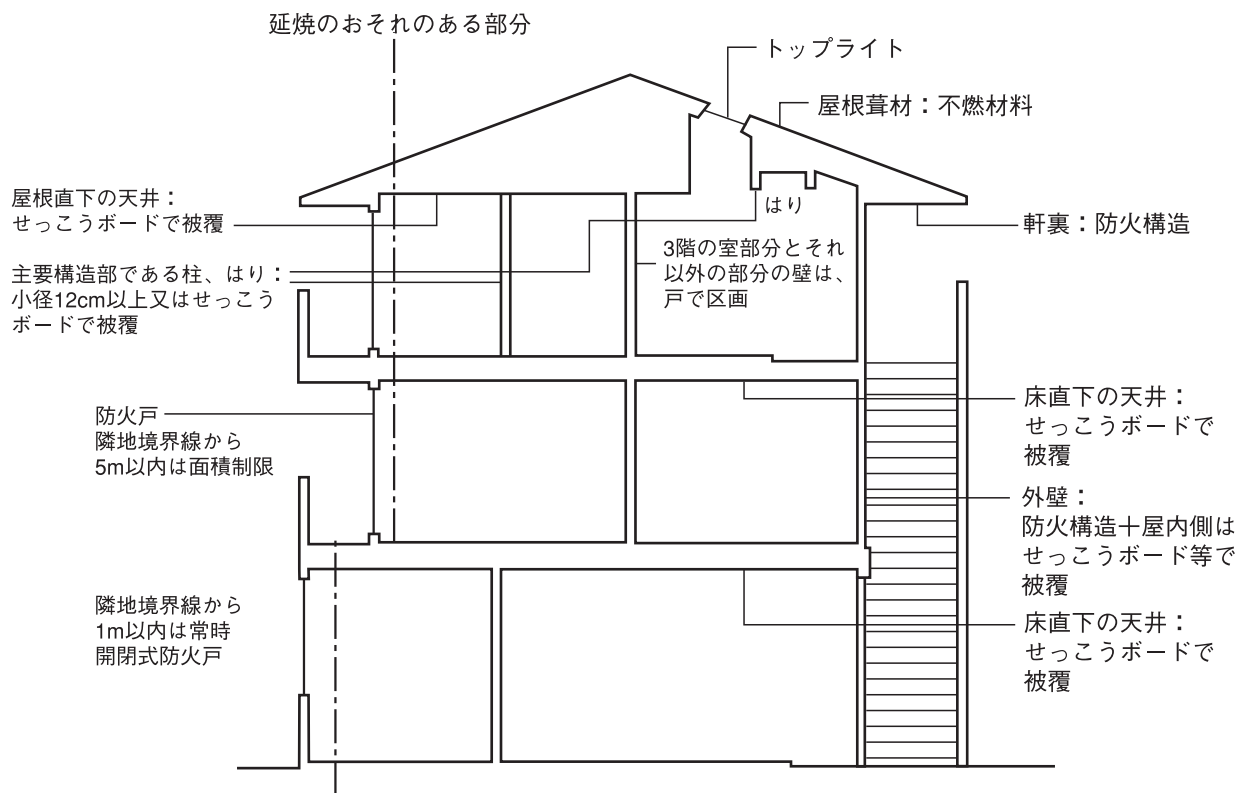 延焼のおそれのある部分
トップライト
屋根葺材：不燃材料
屋根直下の天井：
せっこうボードで被覆
はり
軒裏：防火構造
3階の室部分とそれ
以外の部分の壁は、
戸で区画
主要構造部である柱、はり：
小径12cm以上又はせっこう
ボードで被覆
防火戸
隣地境界線から
5m以内は面積制限
床直下の天井：
せっこうボードで
被覆
外壁：
防火構造＋屋内側は
せっこうボード等で
被覆
隣地境界線から
1m以内は常時
開閉式防火戸
床直下の天井：
せっこうボードで
被覆